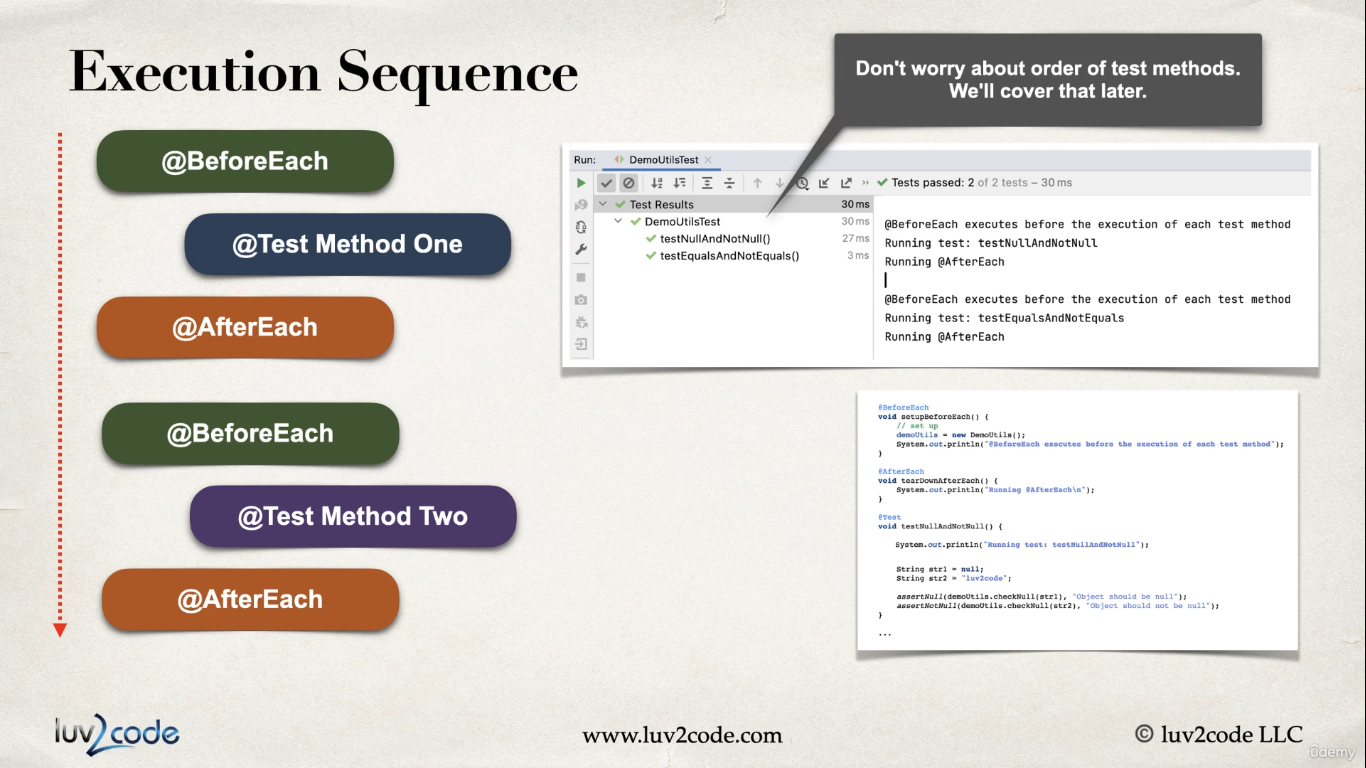 Execution Sequence
Don't worry about order of test methods.
We'll cover that later.
@BeforeEach
@Test Method One
@AfterEach
@BeforeEach
@Test Method Two
@AfterEach
Run: DemoUtilsTest
Tests passed: 2 of 2 tests – 30 ms
Test Results 30 ms
DemoUtilsTest 30 ms
testNullAndNotNull() 27 ms
testEqualsAndNotEquals() 3 ms
@BeforeEach executes before the execution of each test method
Running test: testNullAndNotNull
Running @AfterEach
@BeforeEach executes before the execution of each test method
Running test: testEqualsAndNotEquals
Running @AfterEach
@BeforeEach
void setupBeforeEach() {
// set up
demoUtils = new DemoUtils();
System.out.println("@BeforeEach executes before the execution of each test method");
}
@AfterEach
void tearDownAfterEach() {
System.out.println("Running @AfterEach\n");
}
@Test
void testNullAndNotNull() {
System.out.println("Running test: testNullAndNotNull");
String str1 = null;
String str2 = "luv2code";
assertNull(demoUtils.checkNull(str1), "Object should be null");
assertNotNull(demoUtils.checkNull(str2), "Object should not be null");
}
...
luv2code
www.luv2code.com
© luv2code LLC
ûdemy